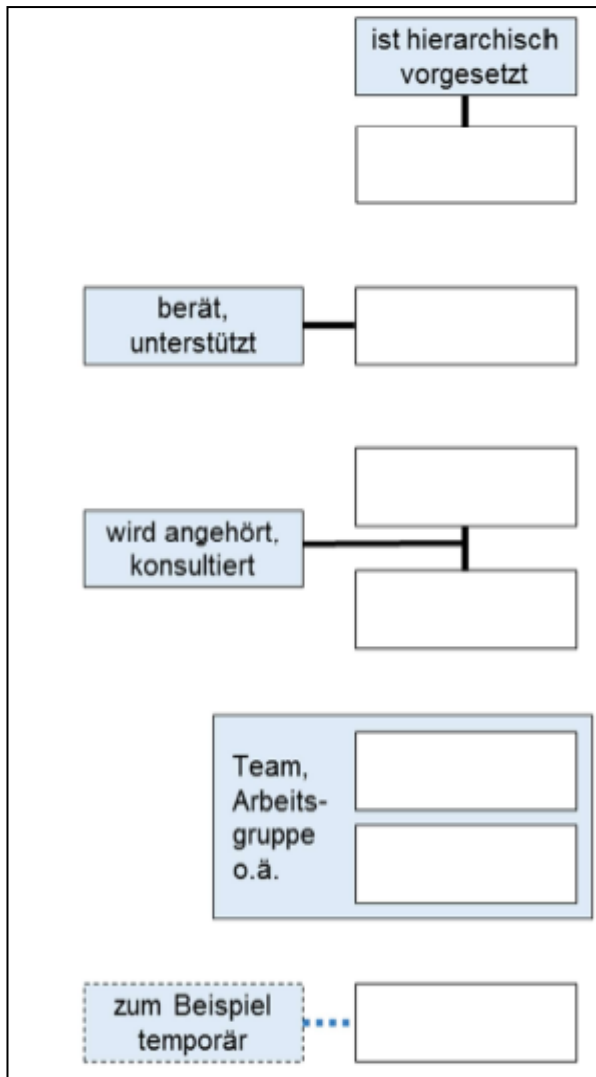 ist hierarchisch
vorgesetzt
berät,
unterstützt
wird angehört,
konsultiert
Team,
Arbeits-
gruppe
o.ä.
zum Beispiel
temporär